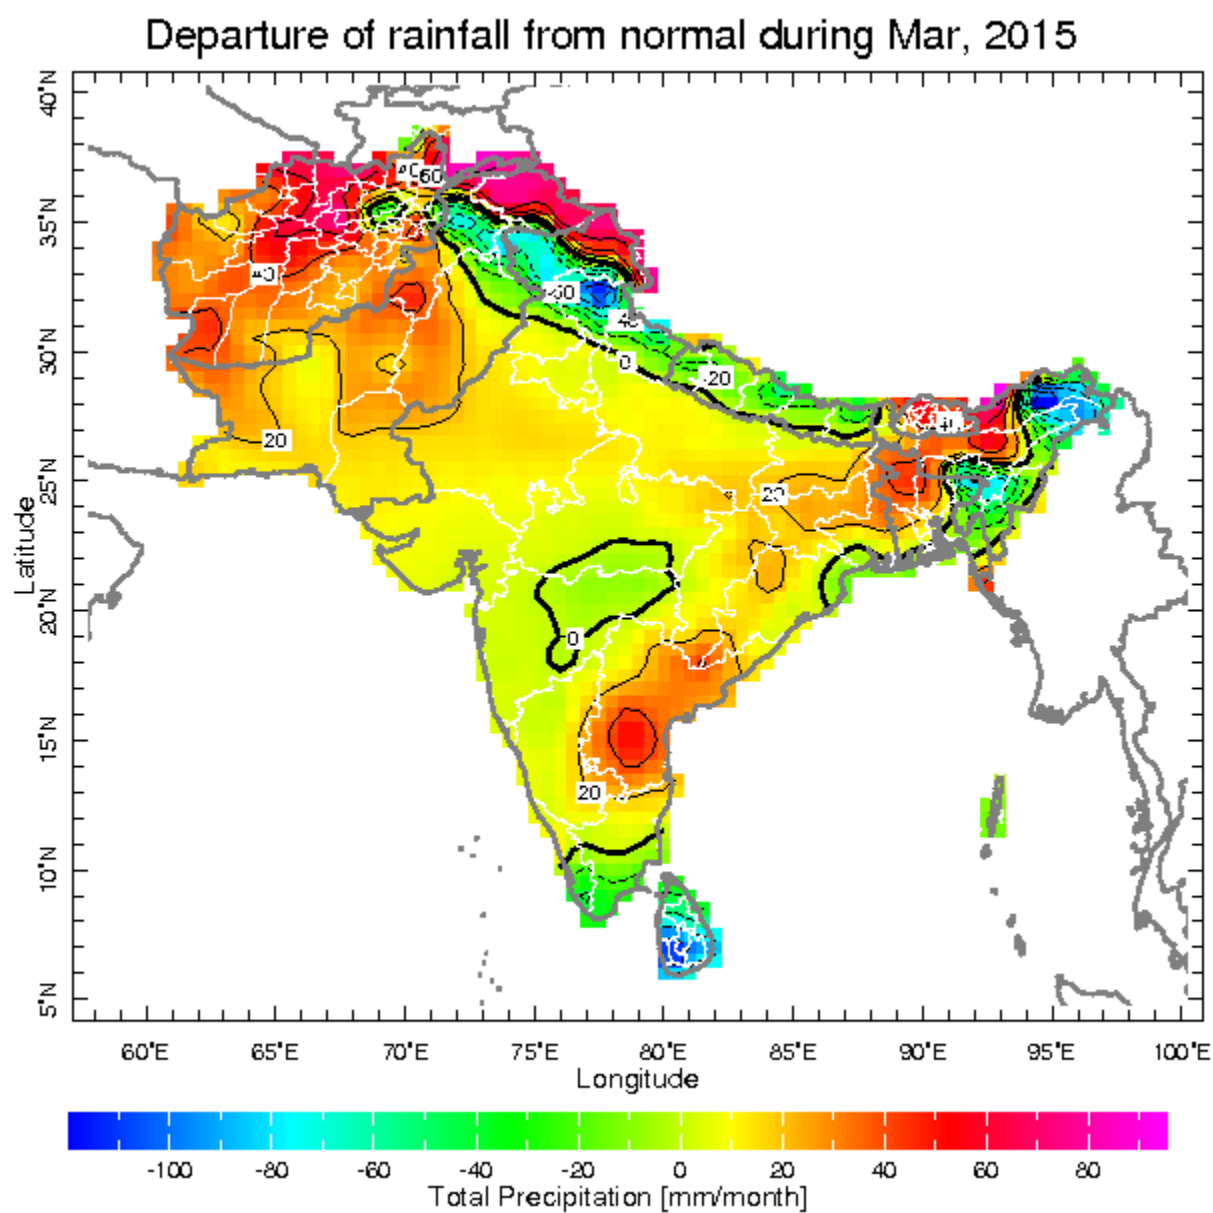 Departure of rainfall from normal during Mar, 2015
40°N
35°N
30°N
25°N
20°N
15°N
10°N
5°N
Latitude
60
40
-60
0
-20
20
20
0
20
60°E 65°E 70°E 75°E 80°E 85°E 90°E 95°E 100°E
Longitude
-100 -80 -60 -40 -20 0 20 40 60 80
Total Precipitation [mm/month]